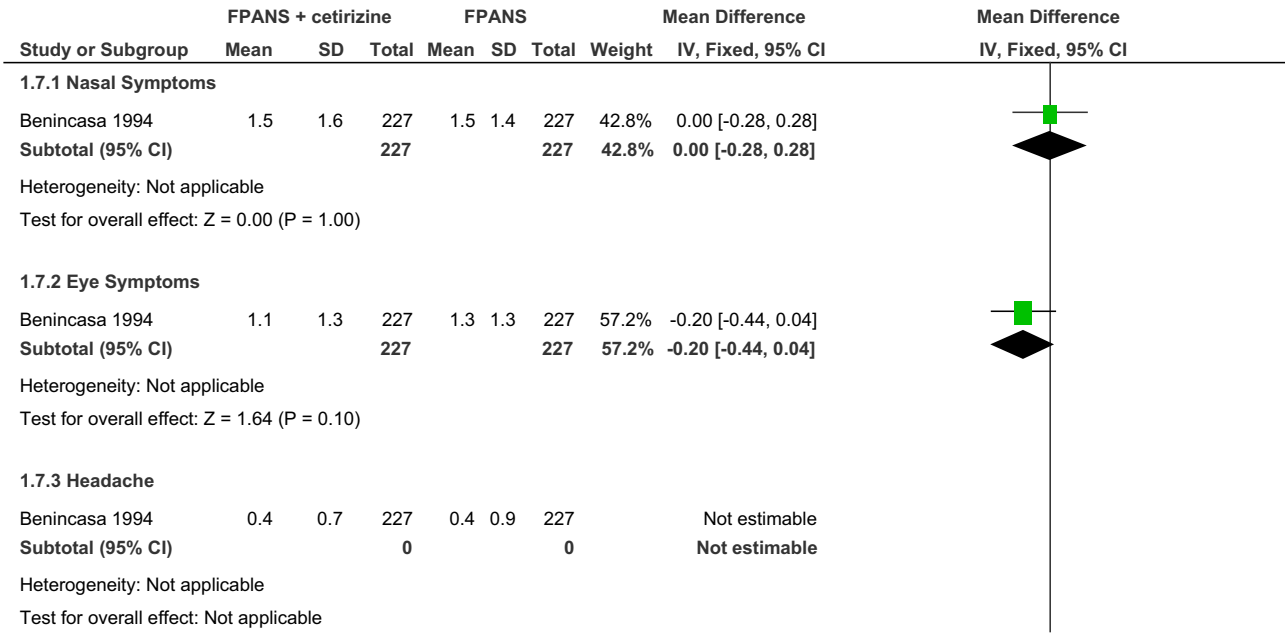 FPANS + cetirizine FPANS Mean Difference Mean Difference
Study or Subgroup Mean SD Total Mean SD Total Weight IV, Fixed, 95% CI IV, Fixed, 95% CI
1.7.1 Nasal Symptoms
Benincasa 1994 1.5 1.6 227 1.5 1.4 227 42.8% 0.00 [-0.28, 0.28]
Subtotal (95% CI) 227 227 42.8% 0.00 [-0.28, 0.28]
Heterogeneity: Not applicable
Test for overall effect: Z = 0.00 (P = 1.00)
1.7.2 Eye Symptoms
Benincasa 1994 1.1 1.3 227 1.3 1.3 227 57.2% -0.20 [-0.44, 0.04]
Subtotal (95% CI) 227 227 57.2% -0.20 [-0.44, 0.04]
Heterogeneity: Not applicable
Test for overall effect: Z = 1.64 (P = 0.10)
1.7.3 Headache
Benincasa 1994 0.4 0.7 227 0.4 0.9 227 Not estimable
Subtotal (95% CI) 0 0 Not estimable
Heterogeneity: Not applicable
Test for overall effect: Not applicable